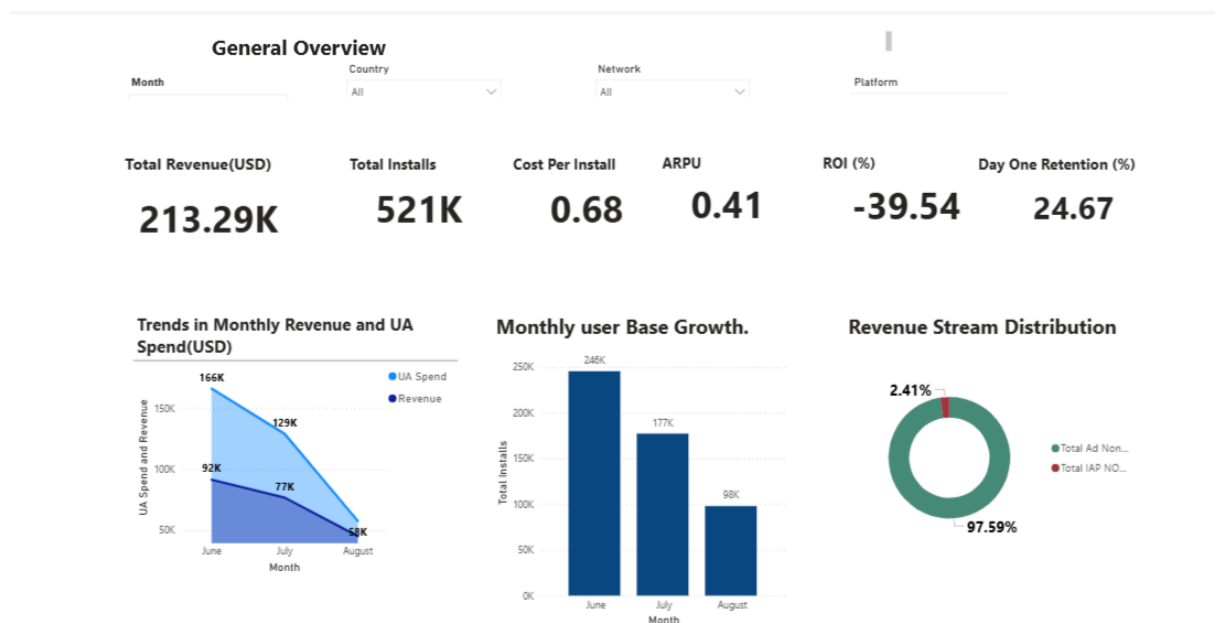 General Overview
Month
Country
All
Network
All
Platform
Total Revenue(USD)
213.29K
Total Installs
521K
Cost Per Install
0.68
ARPU
0.41
ROI (%)
-39.54
Day One Retention (%)
24.67
Trends in Monthly Revenue and UA
Spend(USD)
UA Spend
Revenue
UA Spend and Revenue
150K
100K
50K
166K
129K
92K
77K
58K
June
July
August
Month
Monthly user Base Growth.
Total Installs
250K
200K
150K
100K
50K
0K
246K
177K
98K
June
July
August
Month
Revenue Stream Distribution
2.41%
97.59%
Total Ad Non...
Total IAP NO...